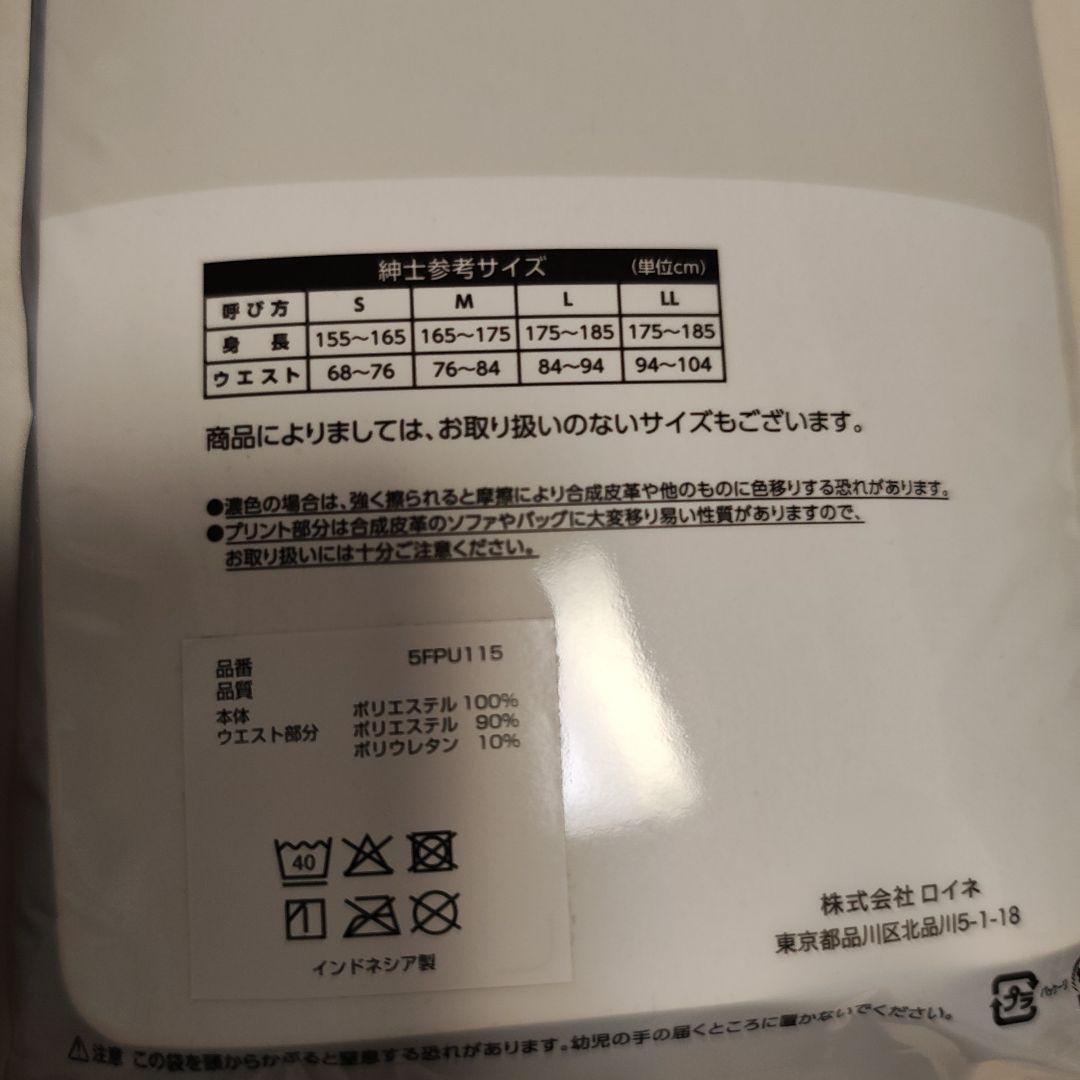 紳士参考サイズ (単位cm)
呼び方 S M L LL
身長 155〜165 165〜175 175〜185 175〜185
ウエスト 68〜76 76〜84 84〜94 94〜104
商品によりましては、お取り扱いのないサイズもございます。
●濃色の場合は、強く擦られると摩擦により合成皮革や他のものに色移りする恐れがあります。
●プリント部分は合成皮革のソファやバッグに大変移り易い性質がありますので、
お取り扱いには十分ご注意ください。
品番 5FPU115
品質
本体 ポリエステル 100%
ウエスト部分 ポリエステル 90%
ポリウレタン 10%
40
インドネシア製
株式会社 ロイネ
東京都品川区北品川5-1-18
プラ パッケージ
注意 この袋を頭からかぶると窒息する恐れがあります。幼児の手の届くところに置かないでください。